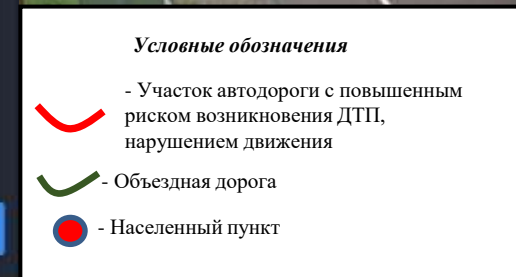 Условные обозначения
- Участок автодороги с повышенным
риском возникновения ДТП,
нарушением движения
- Объездная дорога
- Населенный пункт